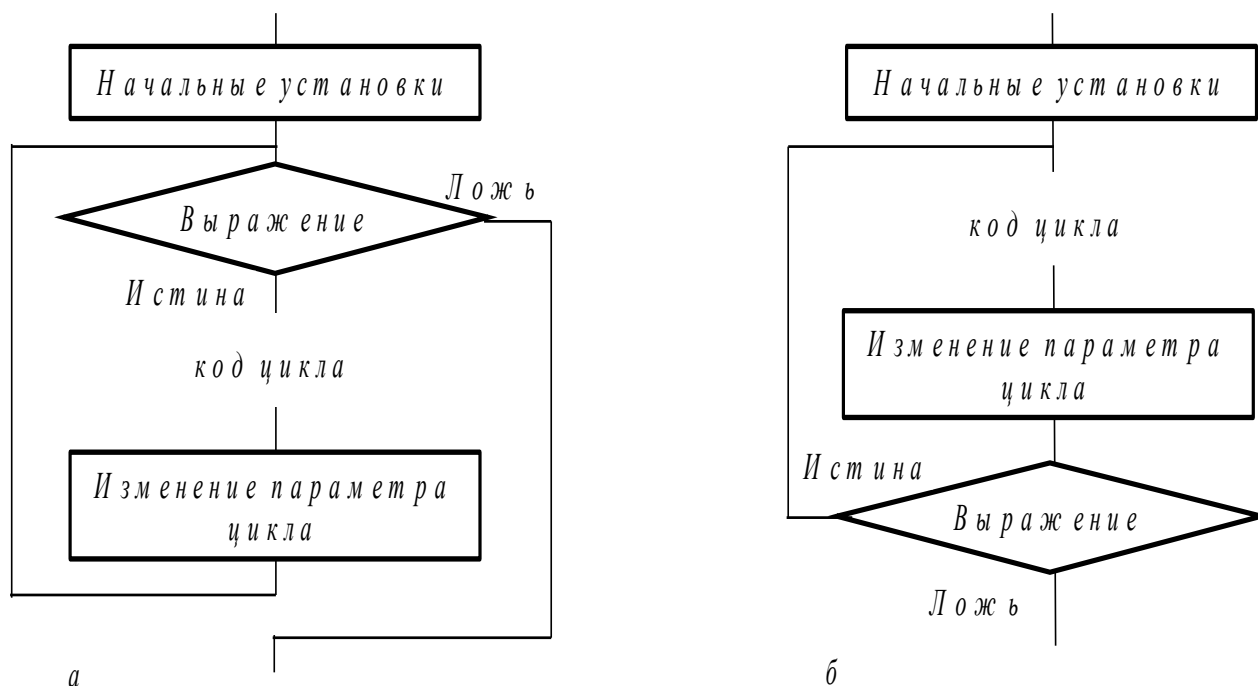 Начальные установки
Ложь
Выражение
Истина
код цикла
Изменение параметра
цикла
а
Начальные установки
код цикла
Изменение параметра
цикла
Истина
Выражение
Ложь
б